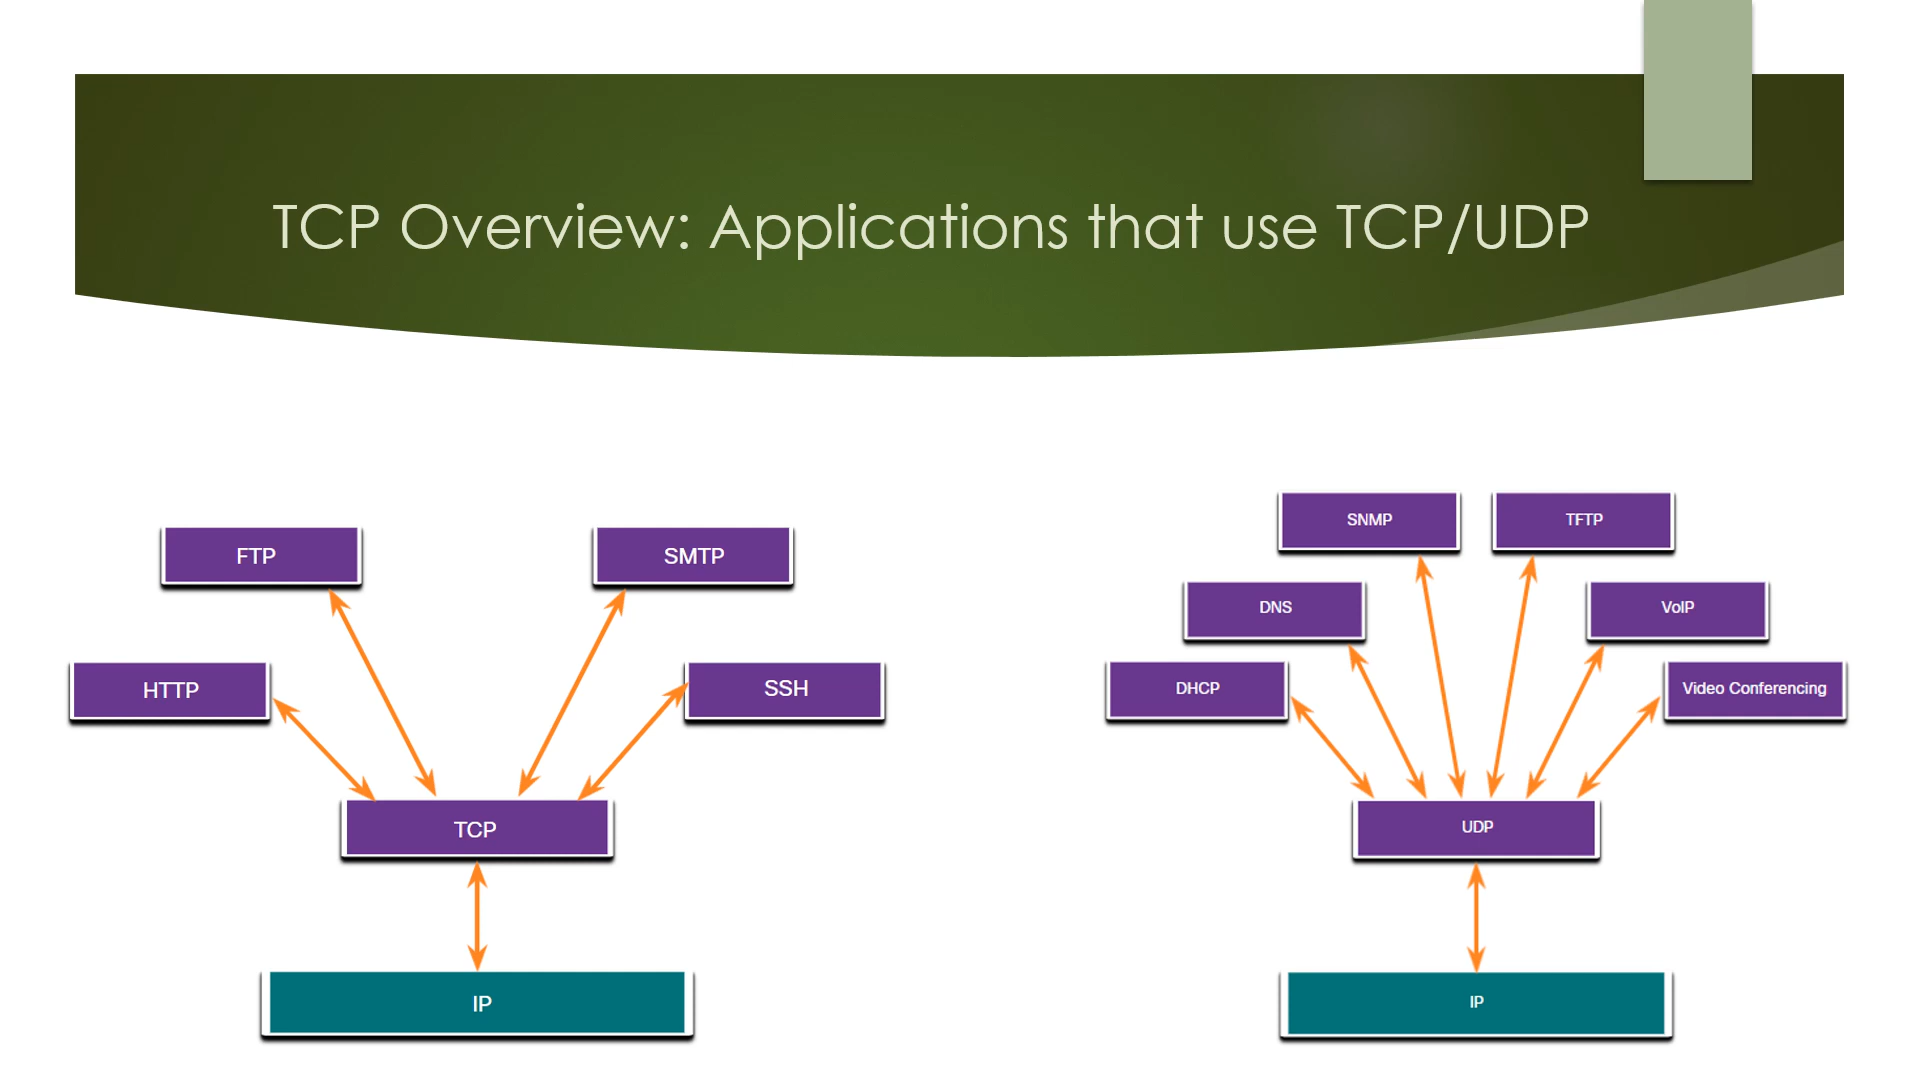 TCP Overview: Applications that use TCP/UDP
FTP
SMTP
HTTP
SSH
TCP
IP
SNMP
TFTP
DNS
VoIP
DHCP
Video Conferencing
UDP
IP